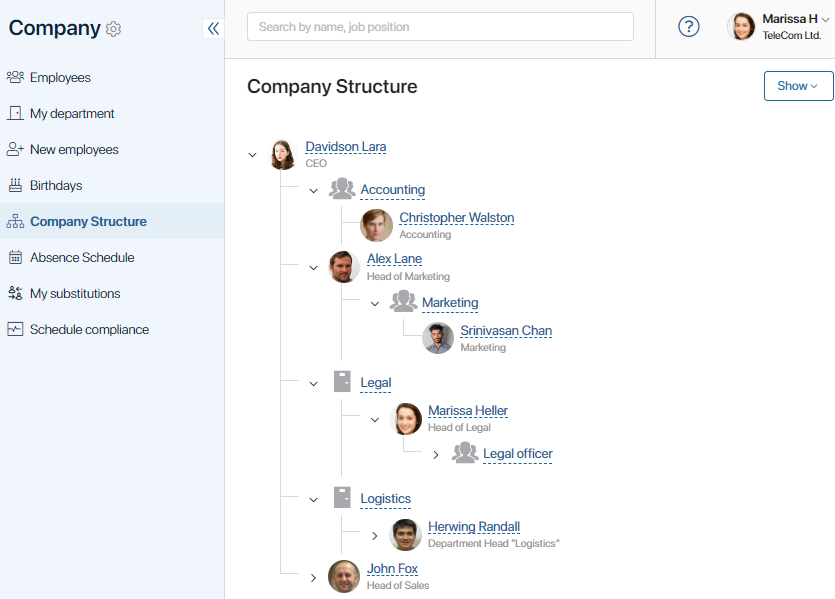 Company
Search by name, job position
Marissa H
TeleCom Ltd.
Employees
My department
New employees
Birthdays
Company Structure
Absence Schedule
My substitutions
Schedule compliance
Company Structure
Show
Davidson Lara
CEO
Accounting
Christopher Walston
Accounting
Alex Lane
Head of Marketing
Marketing
Srinivasan Chan
Marketing
Legal
Marissa Heller
Head of Legal
Legal officer
Logistics
Herwing Randall
Department Head "Logistics"
John Fox
Head of Sales